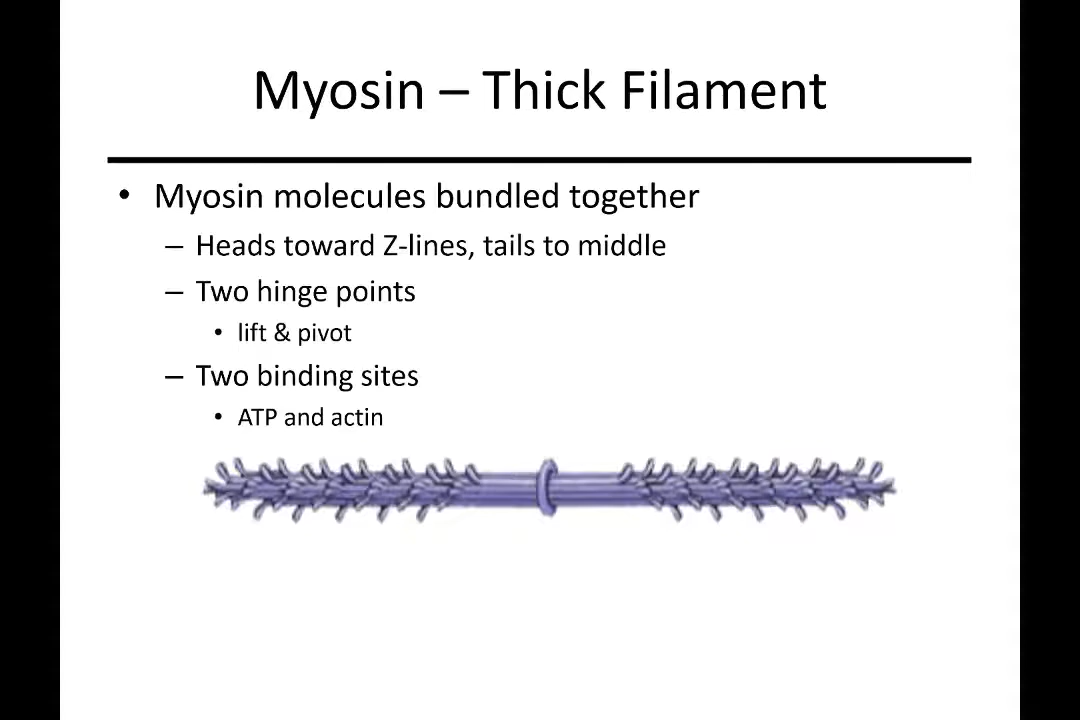 Myosin – Thick Filament
• Myosin molecules bundled together
– Heads toward Z-lines, tails to middle
– Two hinge points
• lift & pivot
– Two binding sites
• ATP and actin